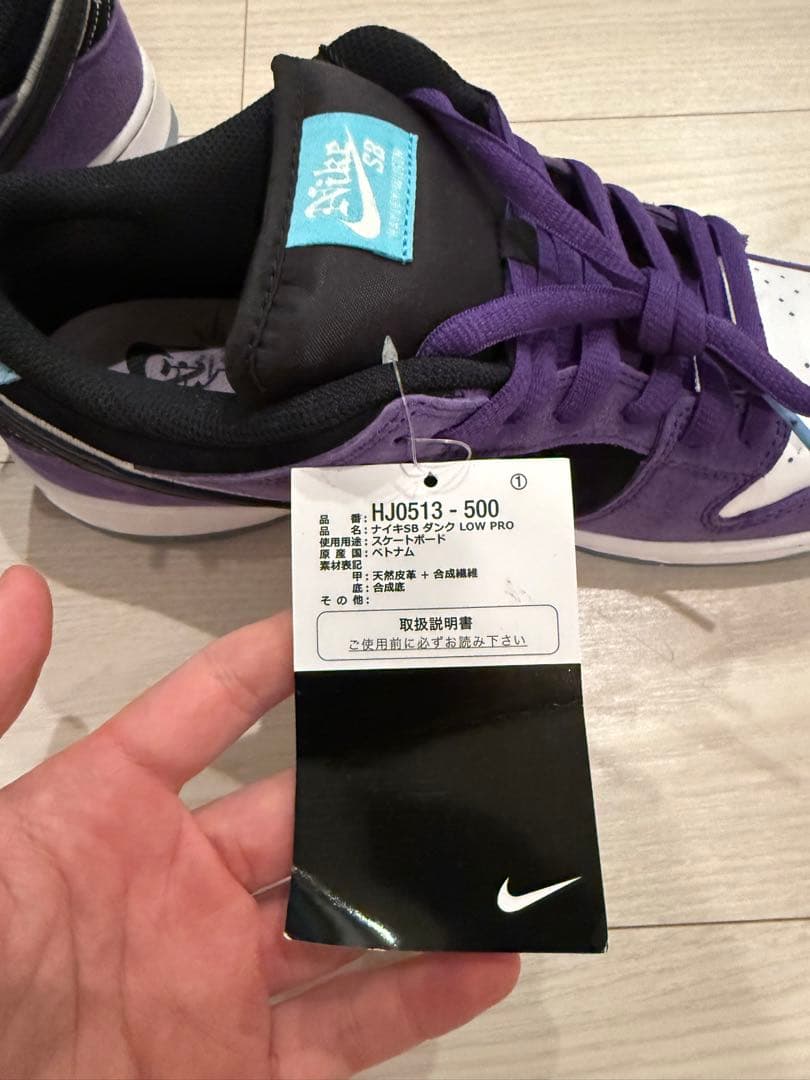 Nike
SB
HAYLEY WILSON
①
品 番: HJ0513 - 500
品 名: ナイキSB ダンク LOW PRO
使用用途: スケートボード
原 産 国: ベトナム
素材表記
甲: 天然皮革 + 合成繊維
底: 合成底
そ の 他:
取扱説明書
ご使用前に必ずお読み下さい